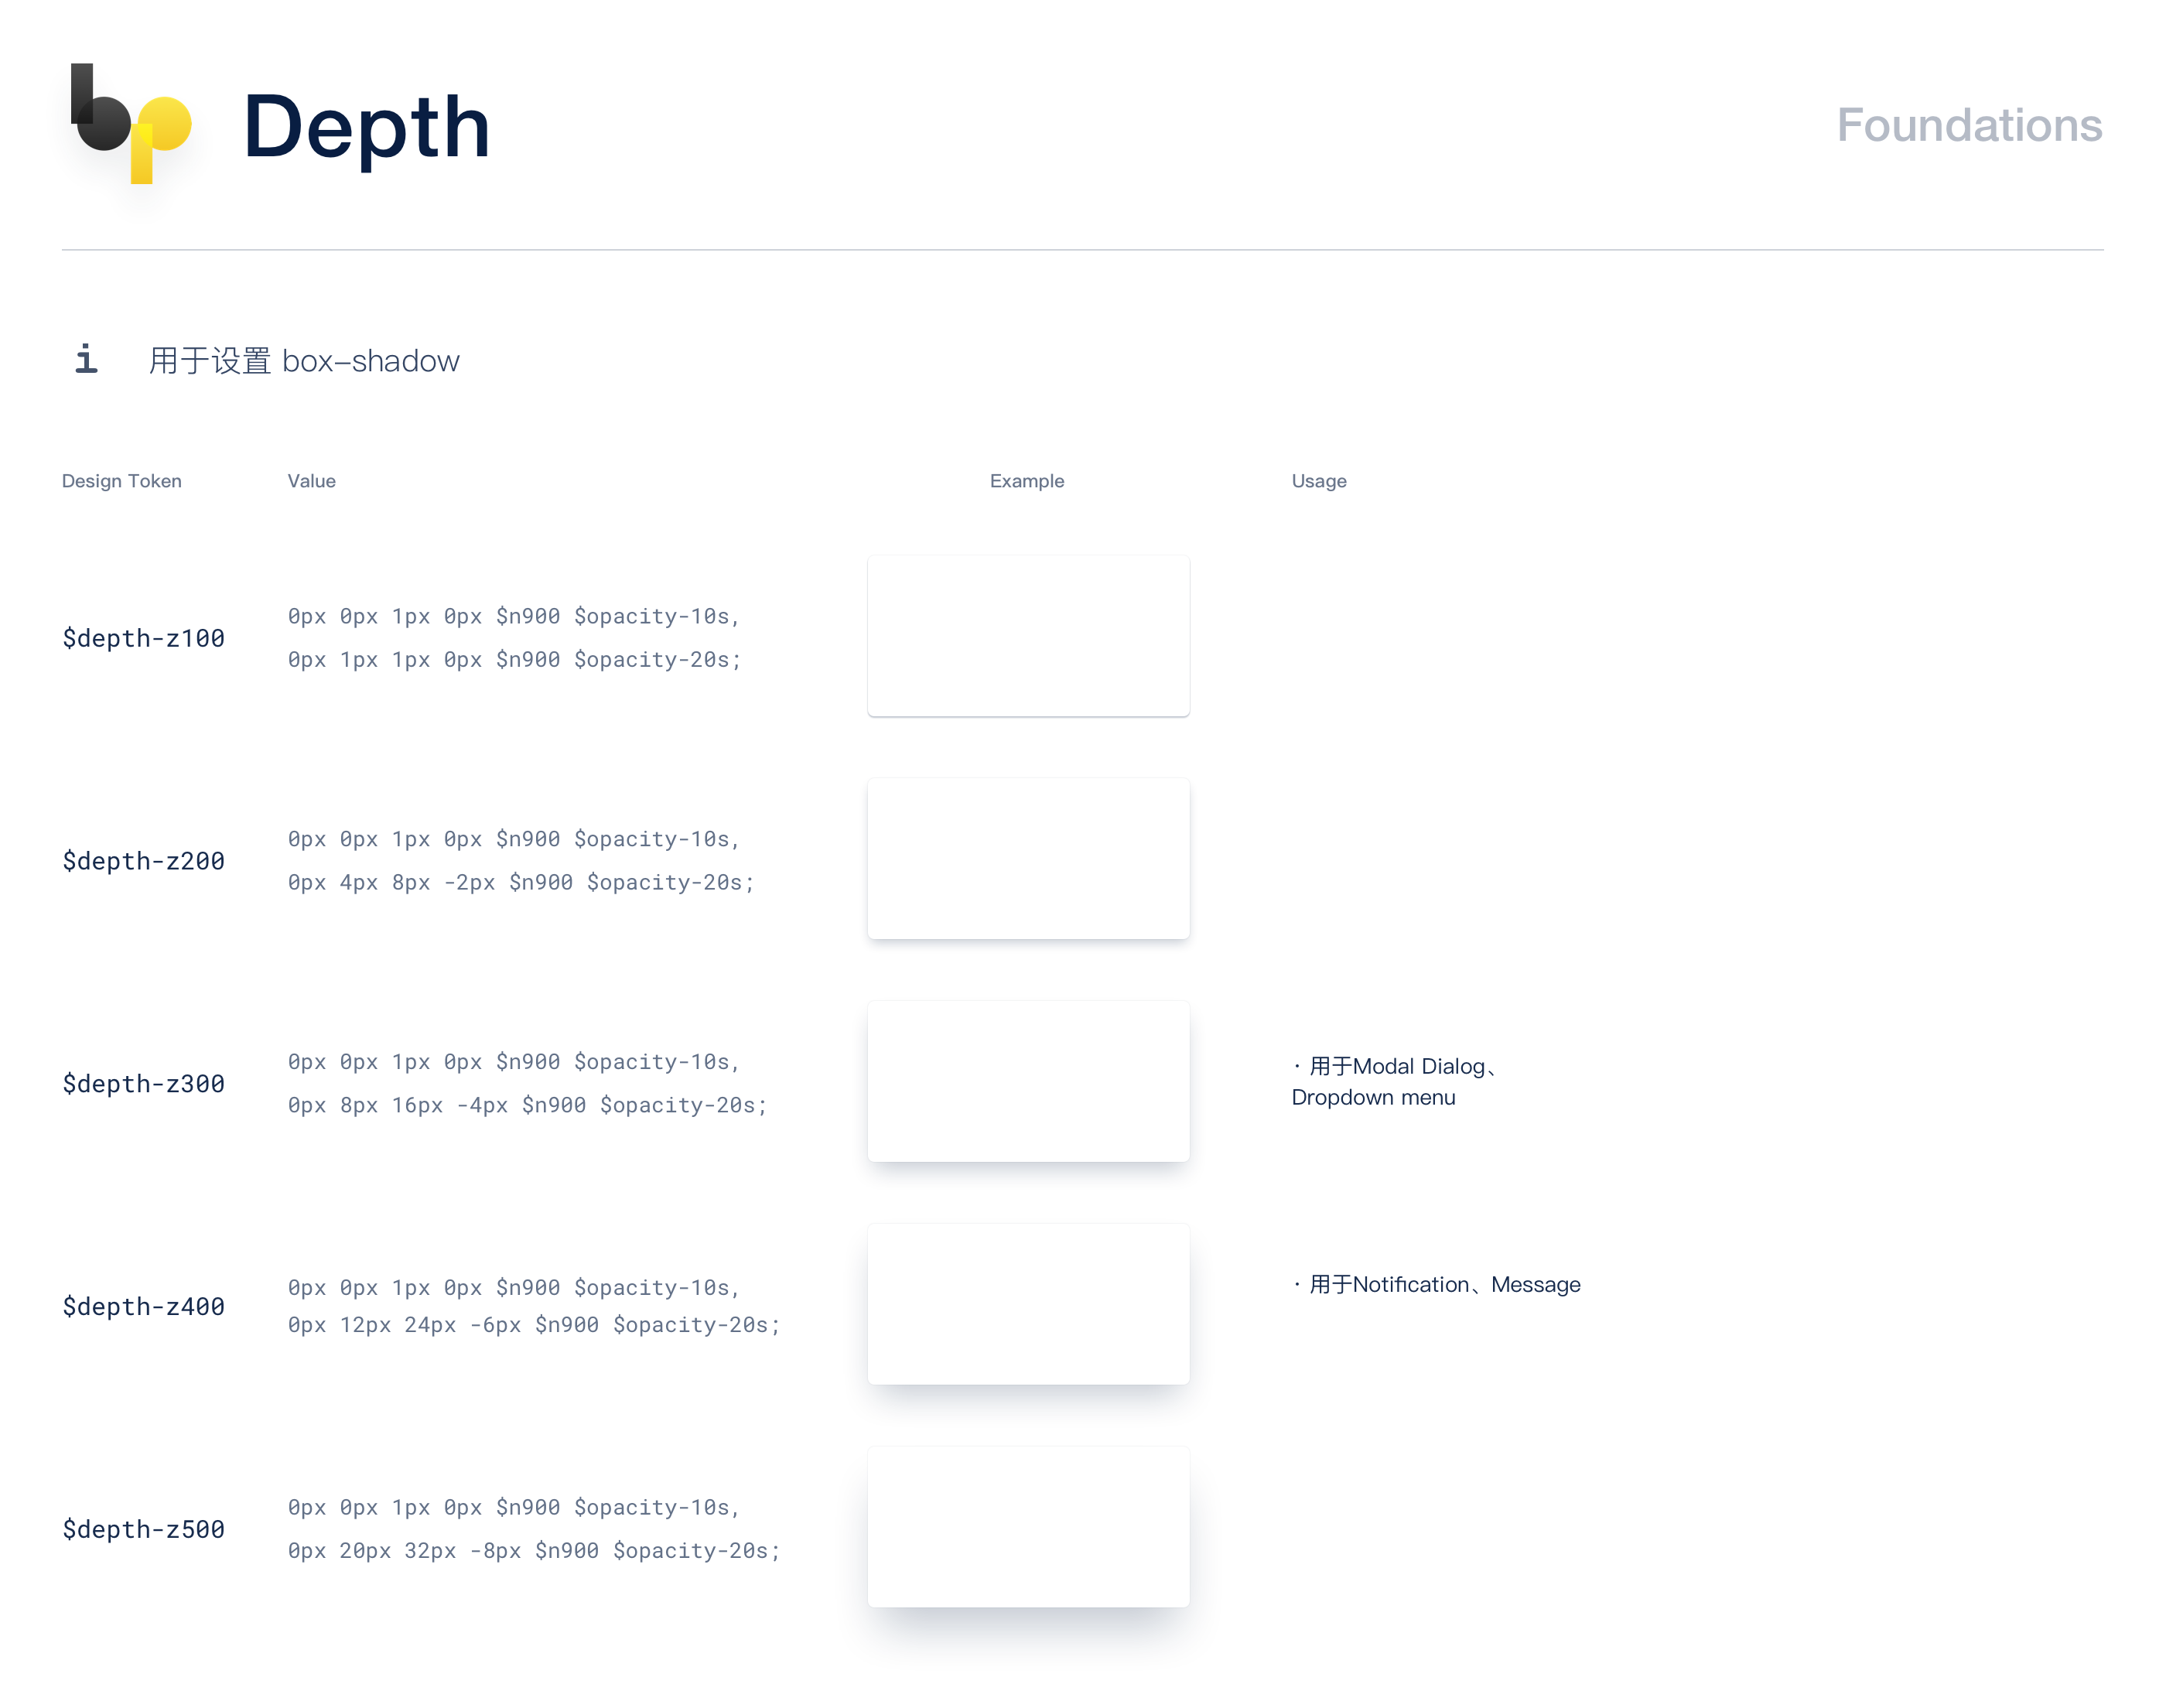 bp
Depth
Foundations
i
用于设置 box-shadow
Design Token
Value
Example
Usage
$depth-z100
0px 0px 1px 0px $n900 $opacity-10s,
0px 1px 1px 0px $n900 $opacity-20s;
$depth-z200
0px 0px 1px 0px $n900 $opacity-10s,
0px 4px 8px -2px $n900 $opacity-20s;
$depth-z300
0px 0px 1px 0px $n900 $opacity-10s,
0px 8px 16px -4px $n900 $opacity-20s;
· 用于Modal Dialog、
Dropdown menu
$depth-z400
0px 0px 1px 0px $n900 $opacity-10s,
0px 12px 24px -6px $n900 $opacity-20s;
· 用于Notification、Message
$depth-z500
0px 0px 1px 0px $n900 $opacity-10s,
0px 20px 32px -8px $n900 $opacity-20s;